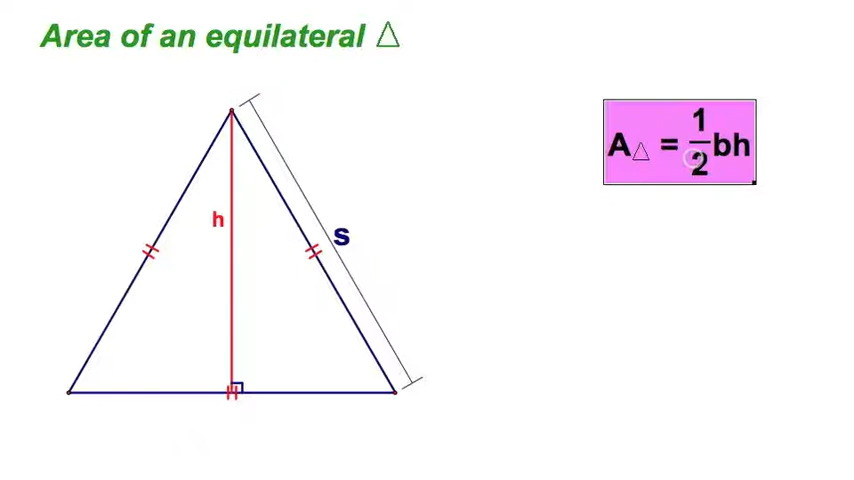 Area of an equilateral △
h
s
A△ = 1/2 bh